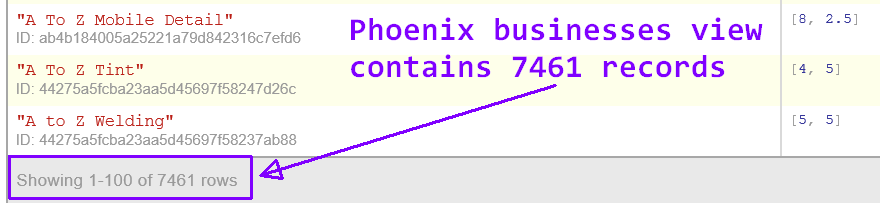 "A To Z Mobile Detail"
ID: ab4b184005a25221a79d842316c7efd6
[8, 2.5]
Phoenix businesses view
contains 7461 records
"A To Z Tint"
ID: 44275a5fcba23aa5d45697f58247d26c
[4, 5]
"A to Z Welding"
ID: 44275a5fcba23aa5d45697f58237ab88
[5, 5]
Showing 1-100 of 7461 rows